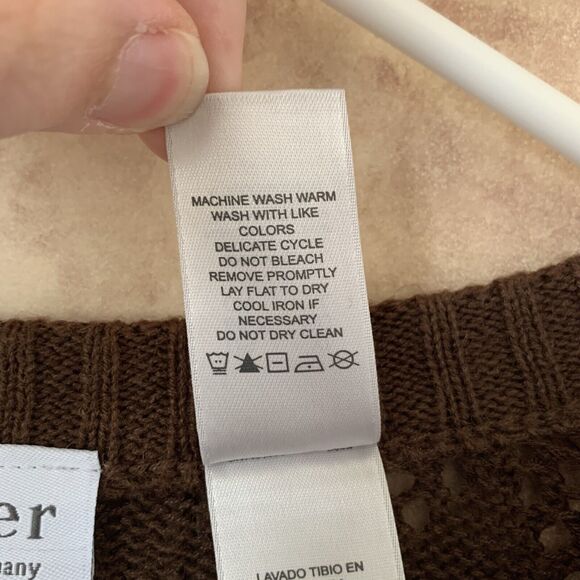 MACHINE WASH WARM
WASH WITH LIKE
COLORS
DELICATE CYCLE
DO NOT BLEACH
REMOVE PROMPTLY
LAY FLAT TO DRY
COOL IRON IF
NECESSARY
DO NOT DRY CLEAN
er
pany
LAVADO TIBIO EN